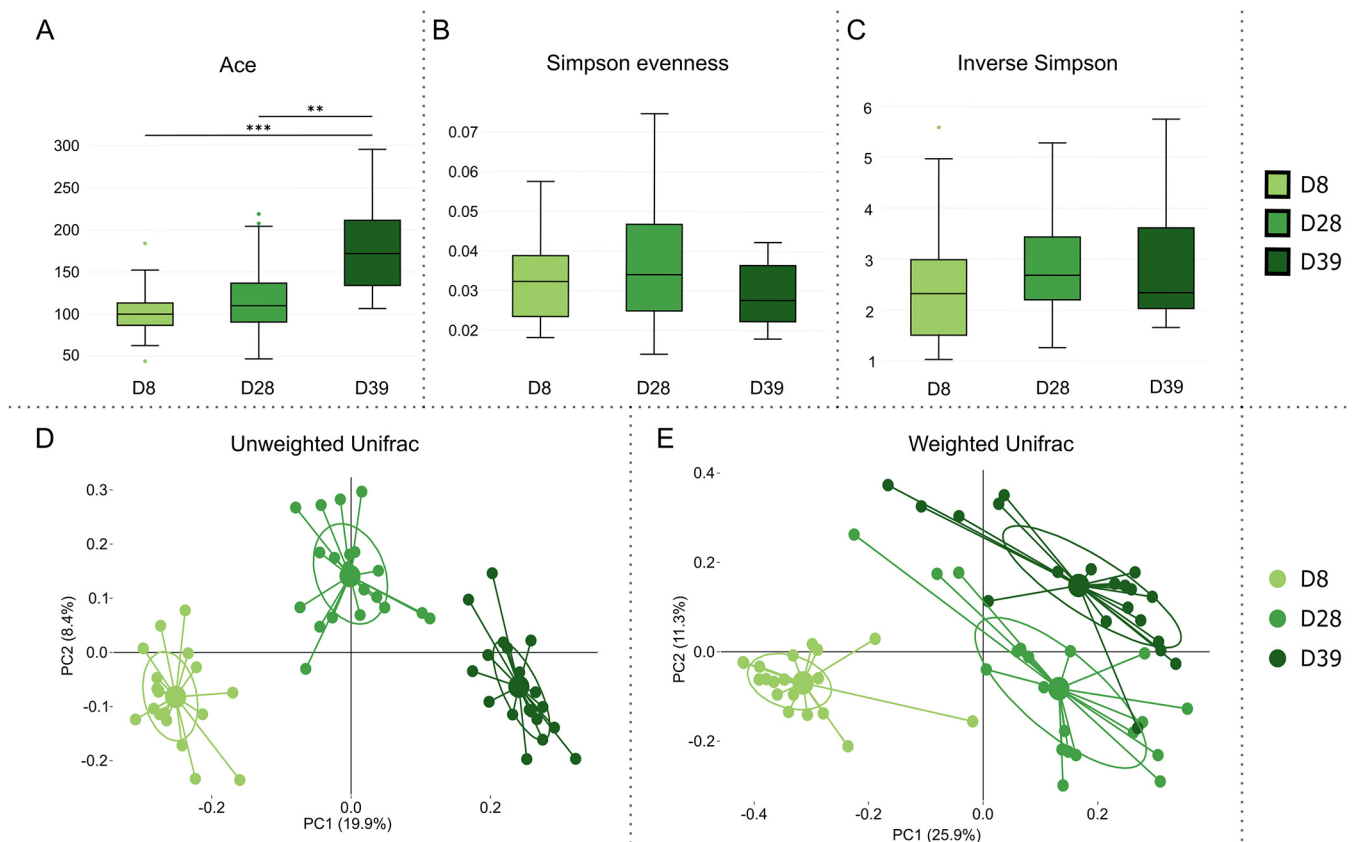 A
Ace
**
***
300
250
200
150
100
50
D8 D28 D39
B
Simpson evenness
0.07
0.06
0.05
0.04
0.03
0.02
D8 D28 D39
C
Inverse Simpson
6
5
4
3
2
1
D8 D28 D39
D8
D28
D39
D
Unweighted Unifrac
PC2 (8.4%)
0.3
0.2
0.1
0.0
-0.1
-0.2
-0.2 0.0 0.2
PC1 (19.9%)
E
Weighted Unifrac
PC2 (11.3%)
0.4
0.2
0.0
-0.2
-0.4 -0.2 0.0 0.2
PC1 (25.9%)
D8
D28
D39